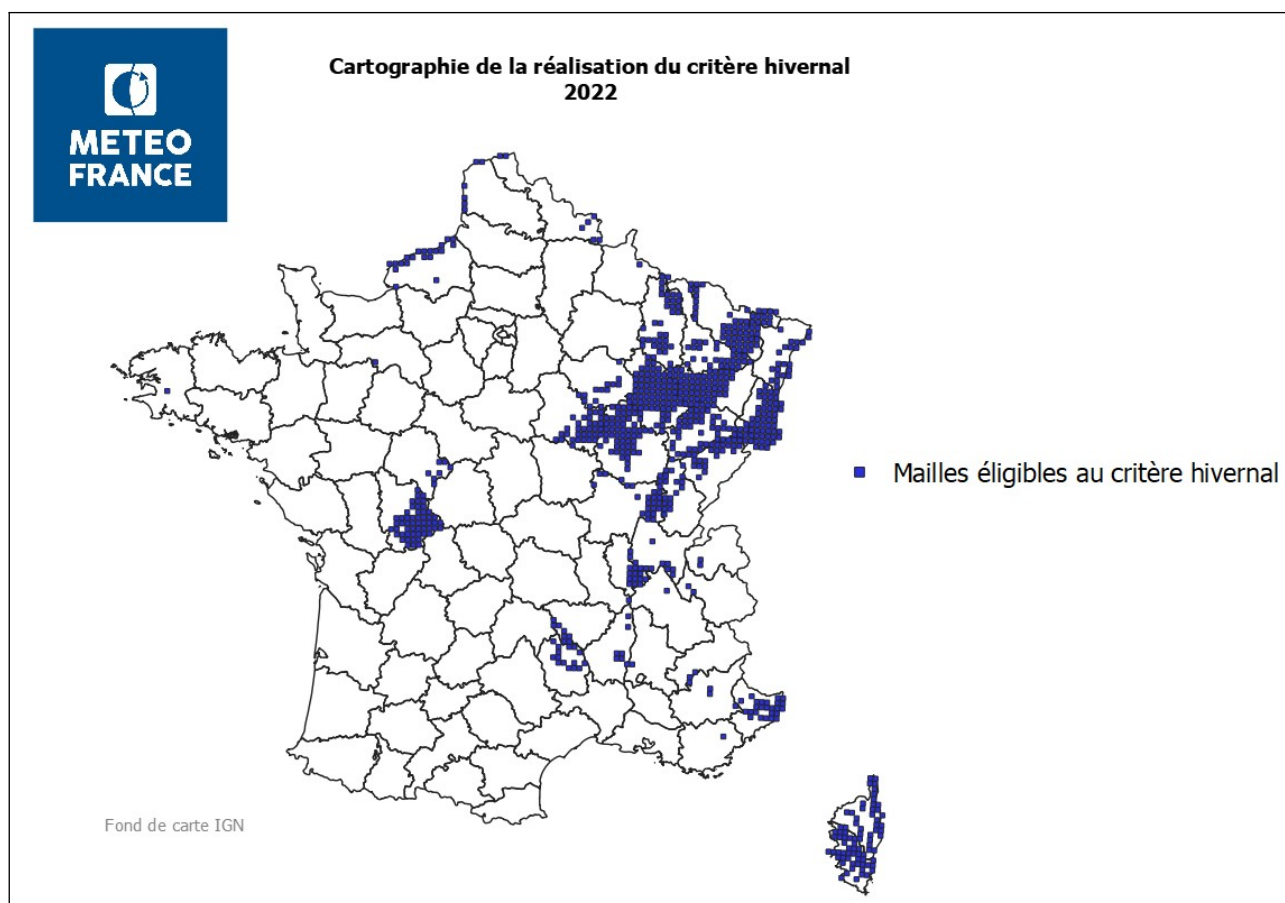 METEO
FRANCE
Cartographie de la réalisation du critère hivernal
2022
Mailles éligibles au critère hivernal
Fond de carte IGN